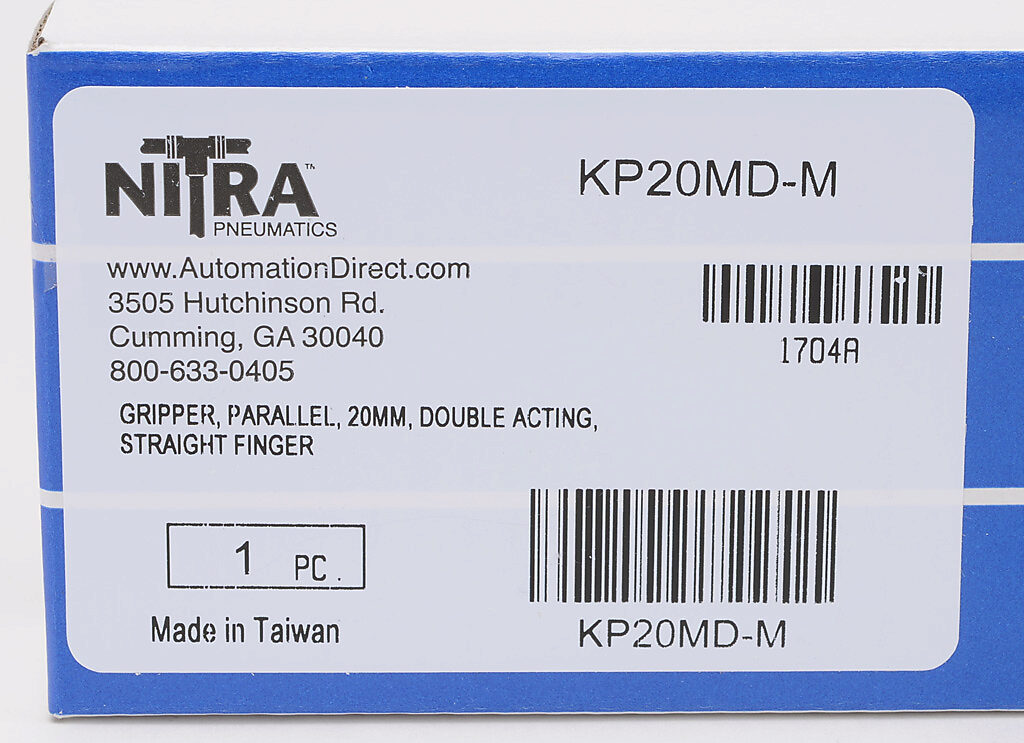 NITRA™
PNEUMATICS
KP20MD-M
www.AutomationDirect.com
3505 Hutchinson Rd.
Cumming, GA 30040
800-633-0405
1704A
GRIPPER, PARALLEL, 20MM, DOUBLE ACTING,
STRAIGHT FINGER
1 PC.
Made in Taiwan
KP20MD-M